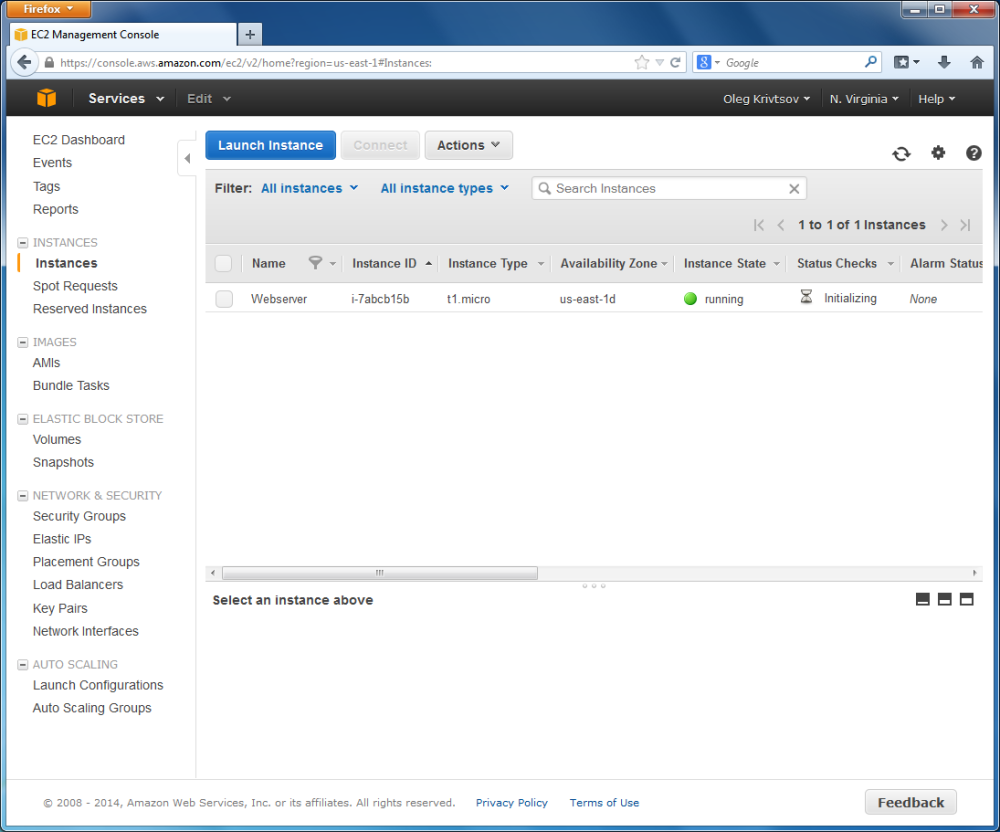 Firefox
EC2 Management Console
https://console.aws.amazon.com/ec2/v2/home?region=us-east-1#Instances:
Google
Services
Edit
Oleg Krivtsov
N. Virginia
Help
EC2 Dashboard
Events
Tags
Reports
INSTANCES
Instances
Spot Requests
Reserved Instances
IMAGES
AMIs
Bundle Tasks
ELASTIC BLOCK STORE
Volumes
Snapshots
NETWORK & SECURITY
Security Groups
Elastic IPs
Placement Groups
Load Balancers
Key Pairs
Network Interfaces
AUTO SCALING
Launch Configurations
Auto Scaling Groups
Launch Instance
Connect
Actions
Filter: All instances All instance types Search Instances
1 to 1 of 1 Instances
Name Instance ID Instance Type Availability Zone Instance State Status Checks Alarm Status
Webserver i-7abcb15b t1.micro us-east-1d running Initializing None
Select an instance above
© 2008 - 2014, Amazon Web Services, Inc. or its affiliates. All rights reserved. Privacy Policy Terms of Use
Feedback